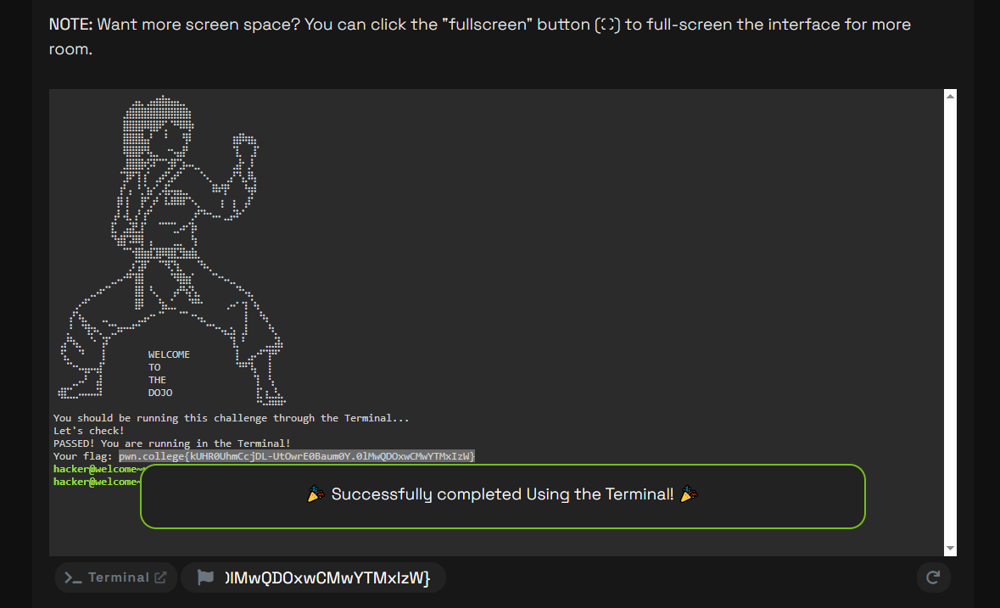 NOTE: Want more screen space? You can click the "fullscreen" button (⛶) to full-screen the interface for more
room.
WELCOME
TO
THE
DOJO
You should be running this challenge through the Terminal...
Let's check!
PASSED! You are running in the Terminal!
Your flag: pwn.college{kUHR0UhmCcjDL-UtOwrE0Baum0Y.0lMwQDOxwCMwYTMxIzW}
hacker@welcome~
hacker@welcome~
🎉 Successfully completed Using the Terminal! 🎉
Terminal
lMwQDOxwCMwYTMxIzW}